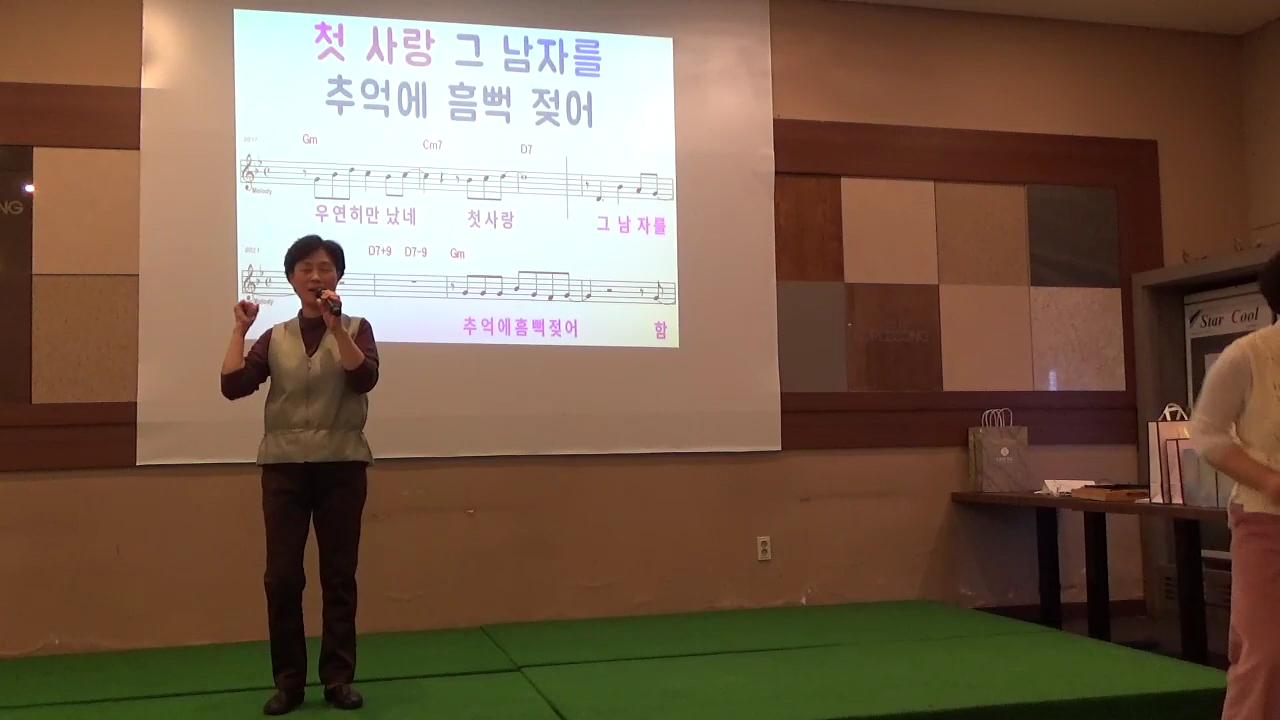 첫 사랑 그 남자를
추억에 흠뻑 젖어
Gm Cm7 D7
Melody
우연히만 났네 첫사랑 그 남 자를
D7+9 D7-9 Gm
Melody
추억에흠뻑젖어 함
Star Cool